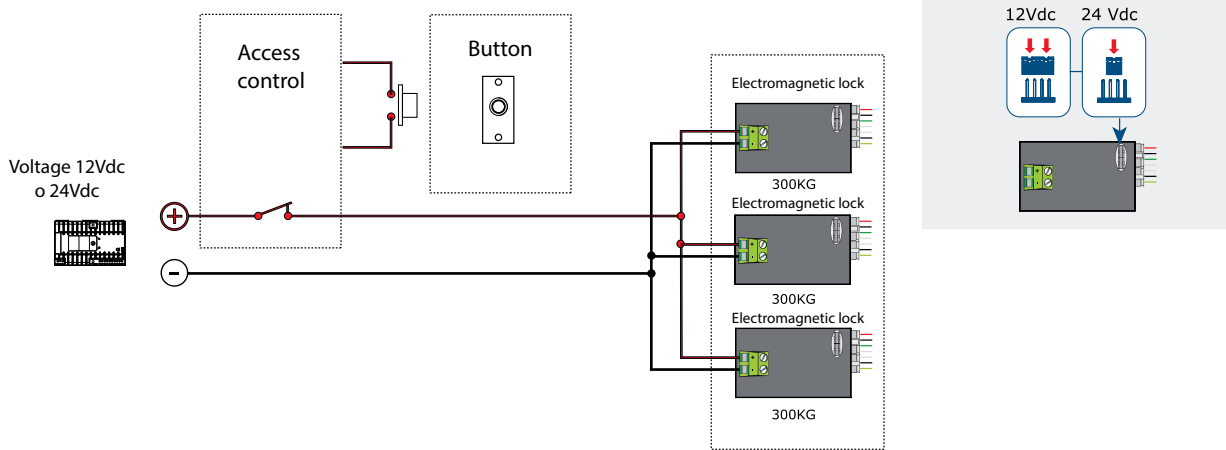 Access
control
Button
Voltage 12Vdc
o 24Vdc
+
-
Electromagnetic lock
+
-
300KG
Electromagnetic lock
+
-
300KG
Electromagnetic lock
+
-
300KG
12Vdc
24 Vdc